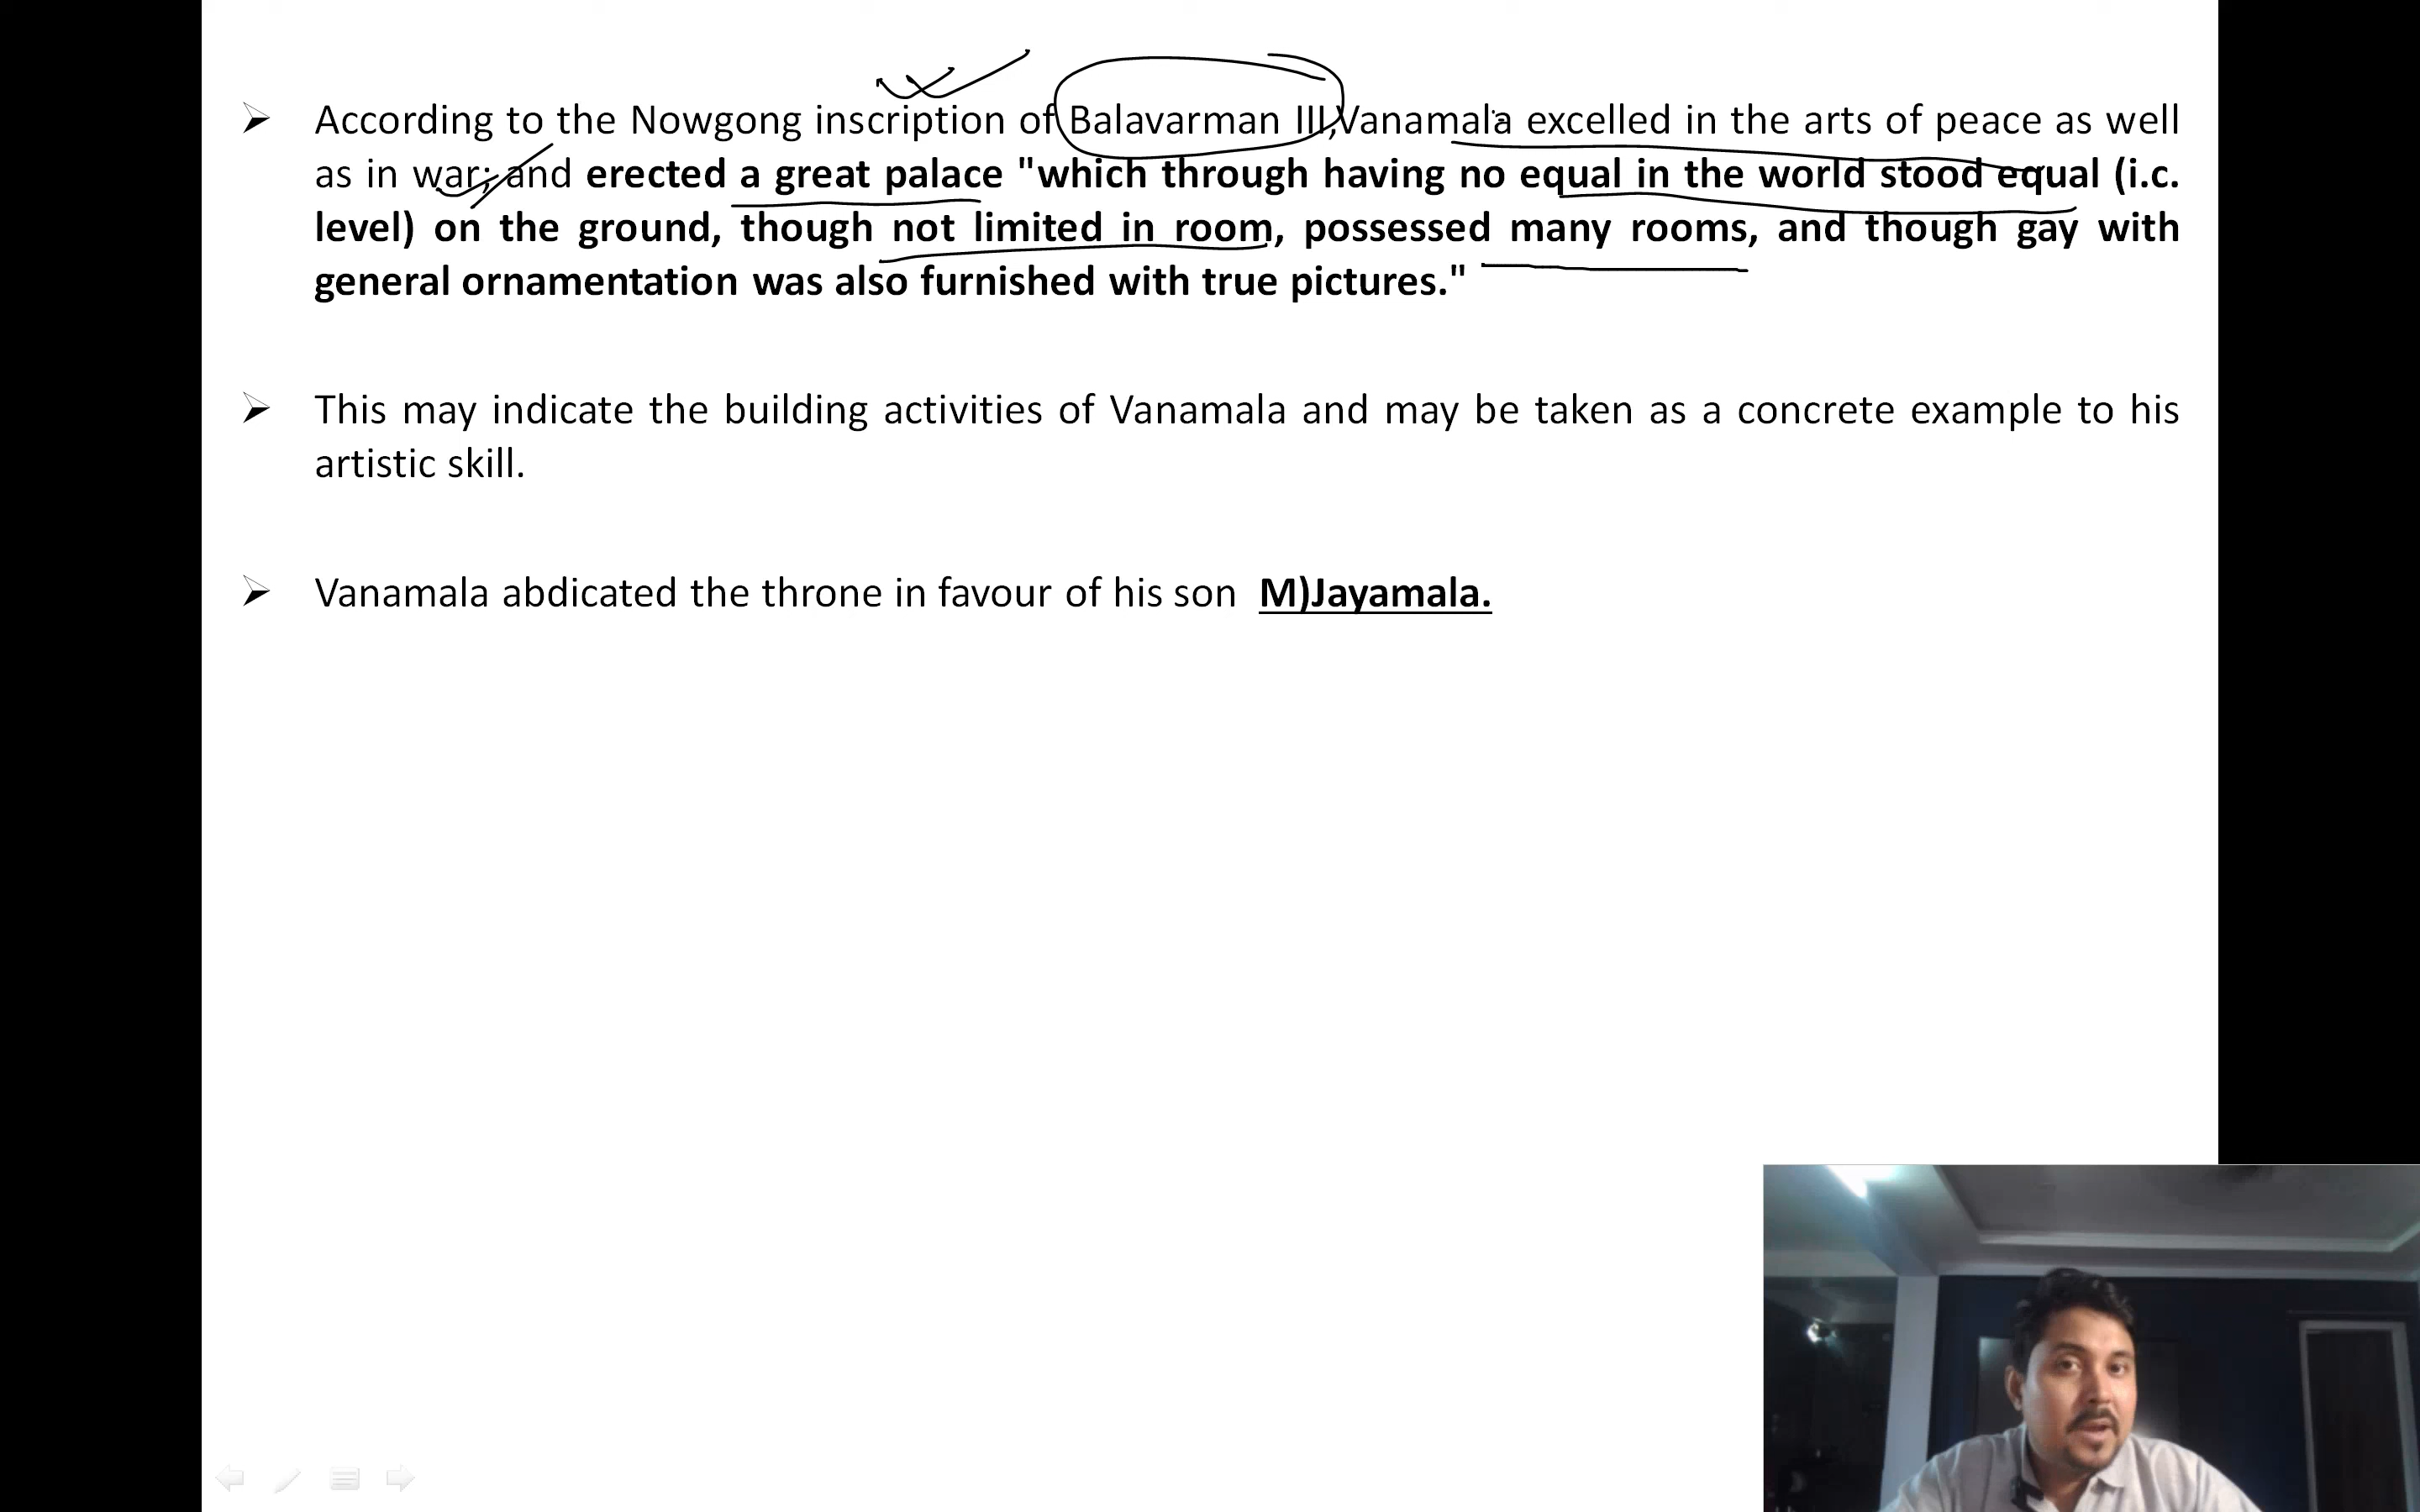 According to the Nowgong inscription of Balavarman III,Vanamala excelled in the arts of peace as well
as in war; and erected a great palace "which through having no equal in the world stood equal (i.c.
level) on the ground, though not limited in room, possessed many rooms, and though gay with
general ornamentation was also furnished with true pictures."
This may indicate the building activities of Vanamala and may be taken as a concrete example to his
artistic skill.
Vanamala abdicated the throne in favour of his son M)Jayamala.